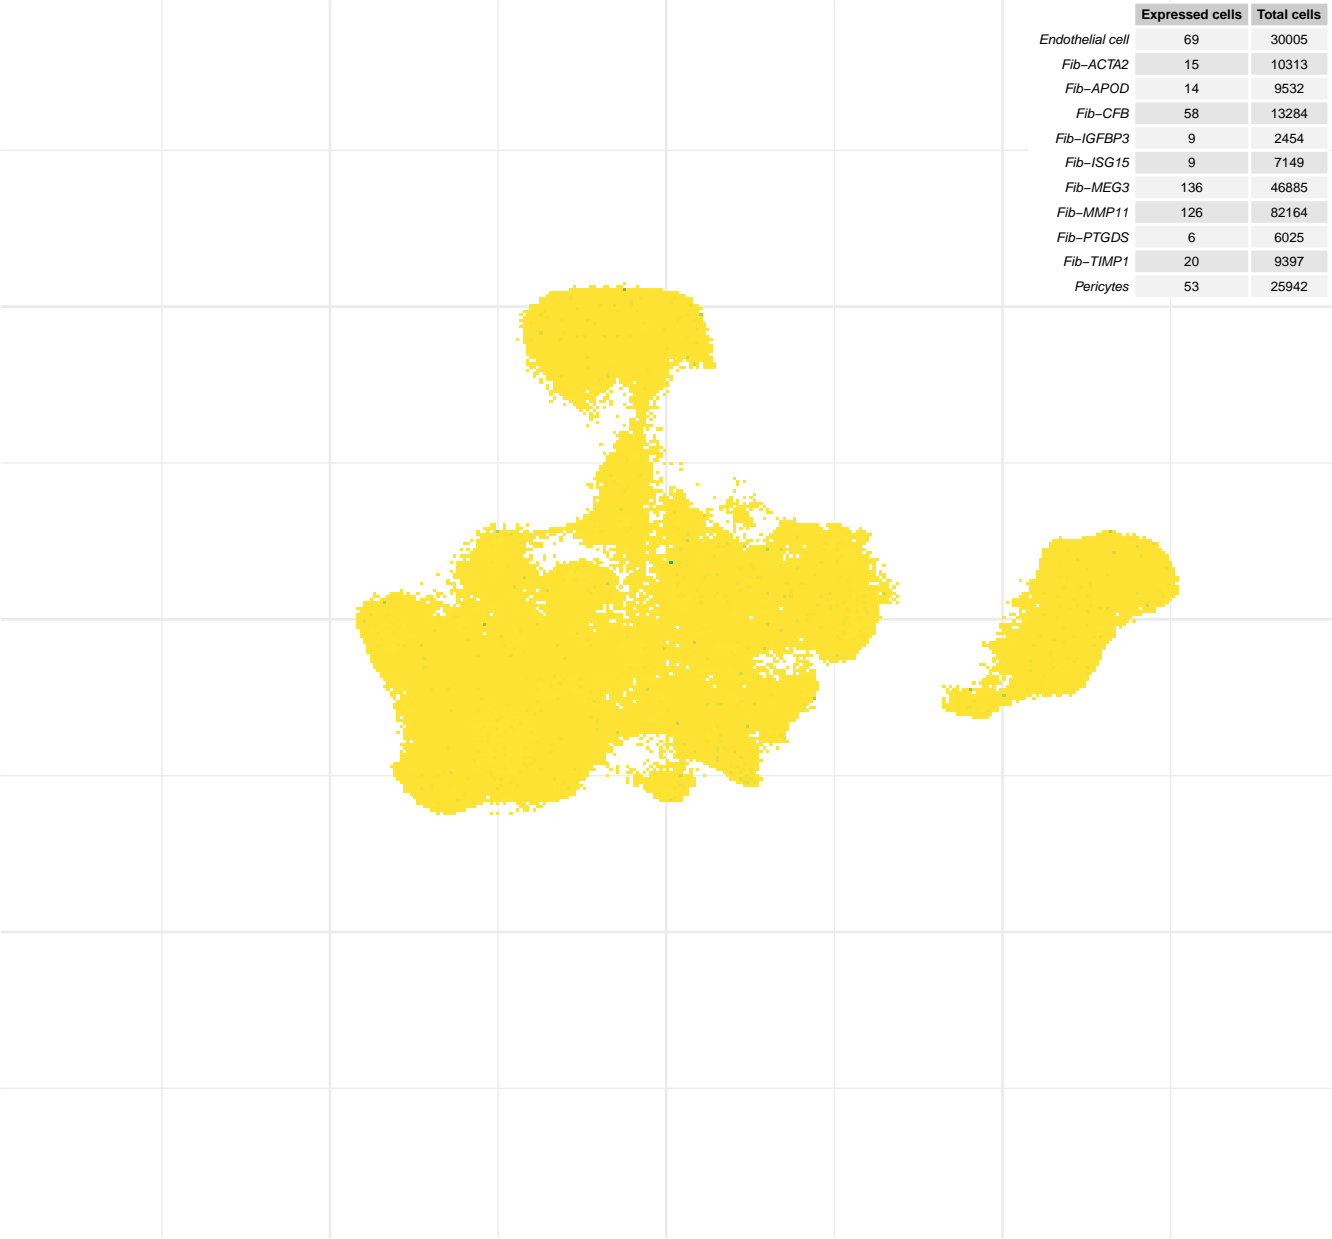 Expressed cells Total cells
Endothelial cell 69 30005
Fib−ACTA2 15 10313
Fib−APOD 14 9532
Fib−CFB 58 13284
Fib−IGFBP3 9 2454
Fib−ISG15 9 7149
Fib−MEG3 136 46885
Fib−MMP11 126 82164
Fib−PTGDS 6 6025
Fib−TIMP1 20 9397
Pericytes 53 25942